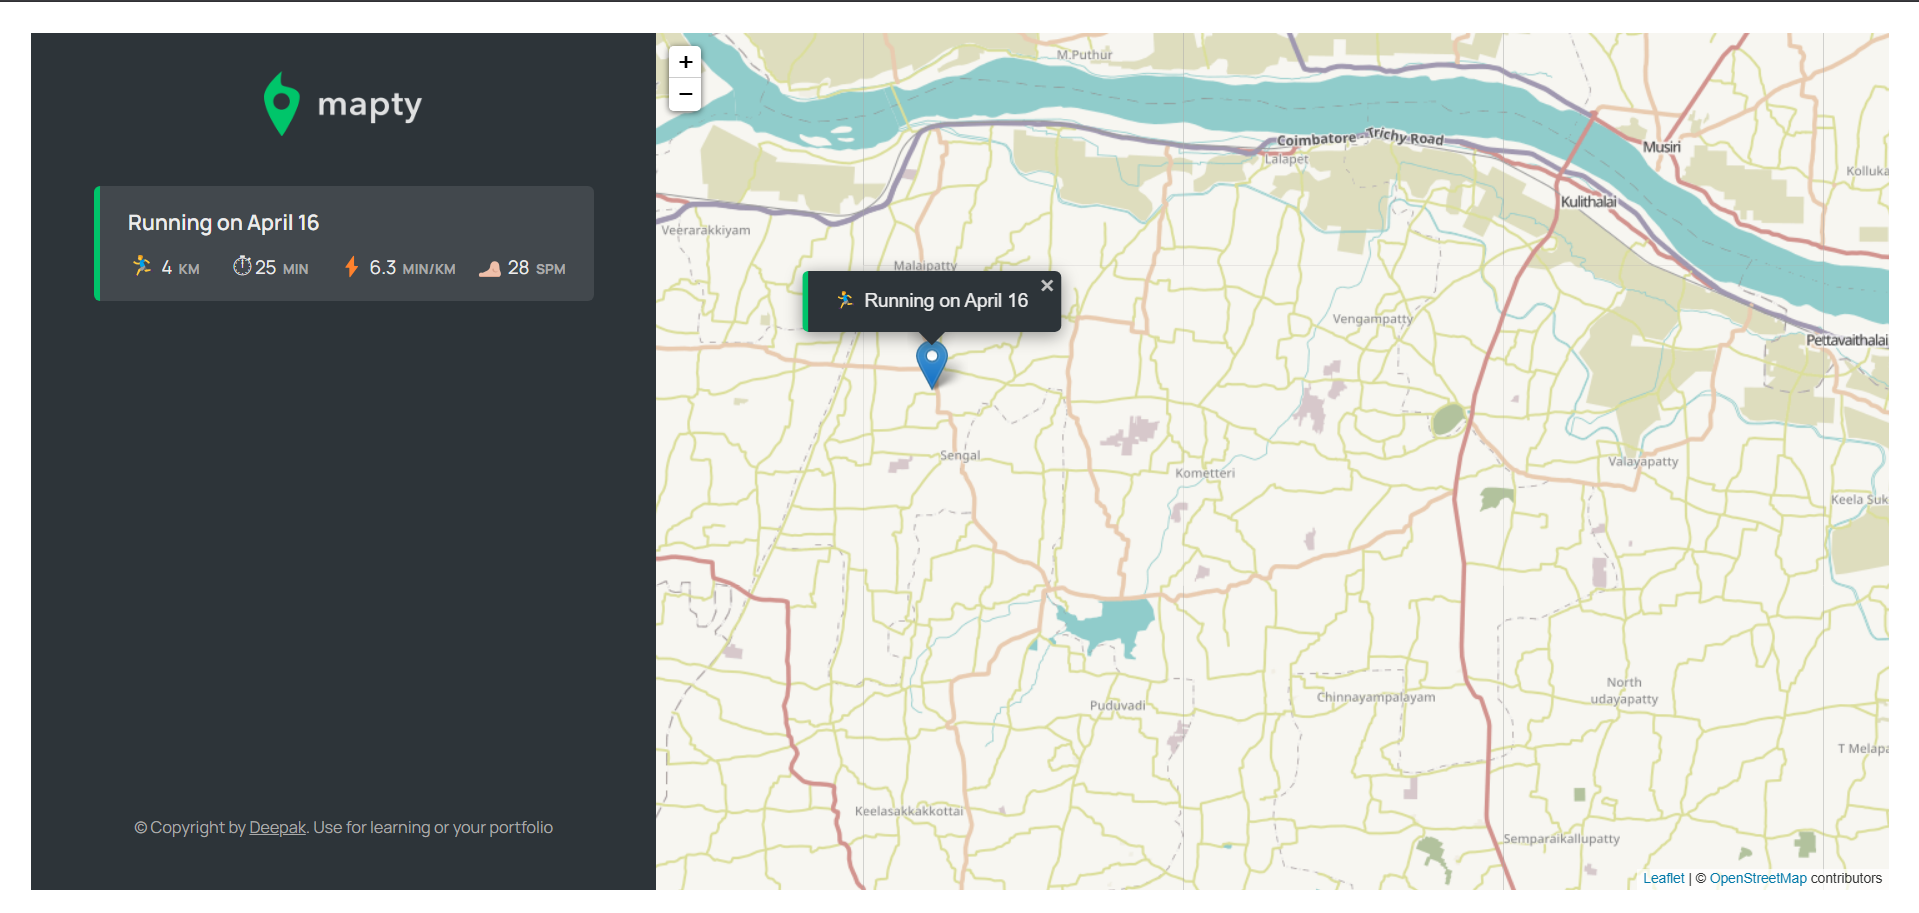 mapty
Running on April 16
4 KM 25 MIN 6.3 MIN/KM 28 SPM
© Copyright by Deepak. Use for learning or your portfolio
+
−
M.Puthur
Coimbatore - Trichy Road
Lalapet
Musiri
Kolluka
Kulithalai
Veerarakkiyam
Malaipatty
Running on April 16 ×
Vengampatty
Pettavaithalai
Sengal
Kometteri
Valayapatty
Keela Suk
North
udayapatty
Chinnayampalayam
Puduvadi
T Melapa
Keelasakkakkottai
Semparaikallupatty
Leaflet | © OpenStreetMap contributors